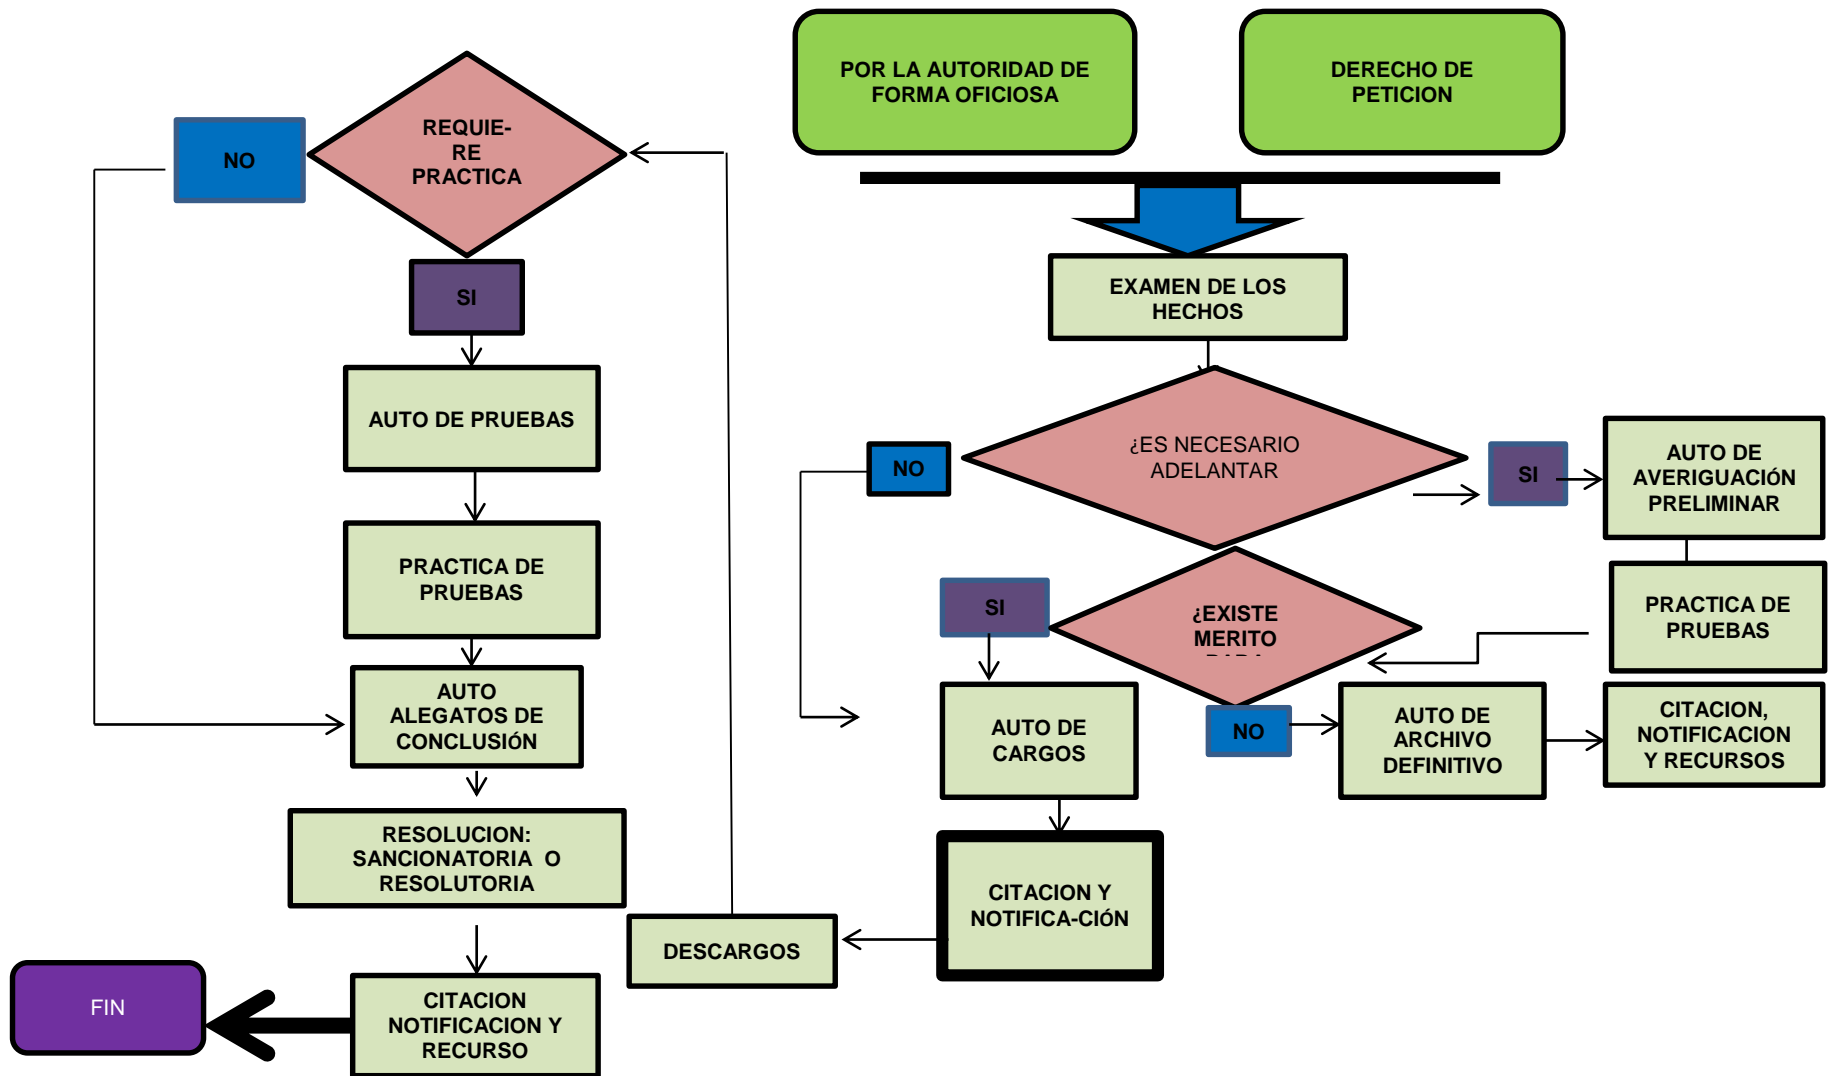 POR LA AUTORIDAD DE
FORMA OFICIOSA
DERECHO DE
PETICION
REQUIE-
RE
PRACTICA
NO
SI
EXAMEN DE LOS
HECHOS
AUTO DE PRUEBAS
¿ES NECESARIO
ADELANTAR
NO
SI
AUTO DE
AVERIGUACIÓN
PRELIMINAR
PRACTICA DE
PRUEBAS
SI
¿EXISTE
MERITO
PRACTICA DE
PRUEBAS
AUTO
ALEGATOS DE
CONCLUSIÓN
AUTO DE
CARGOS
NO
AUTO DE
ARCHIVO
DEFINITIVO
CITACION,
NOTIFICACION
Y RECURSOS
RESOLUCION:
SANCIONATORIA O
RESOLUTORIA
CITACION Y
NOTIFICA-CIÓN
DESCARGOS
FIN
CITACION
NOTIFICACION Y
RECURSO